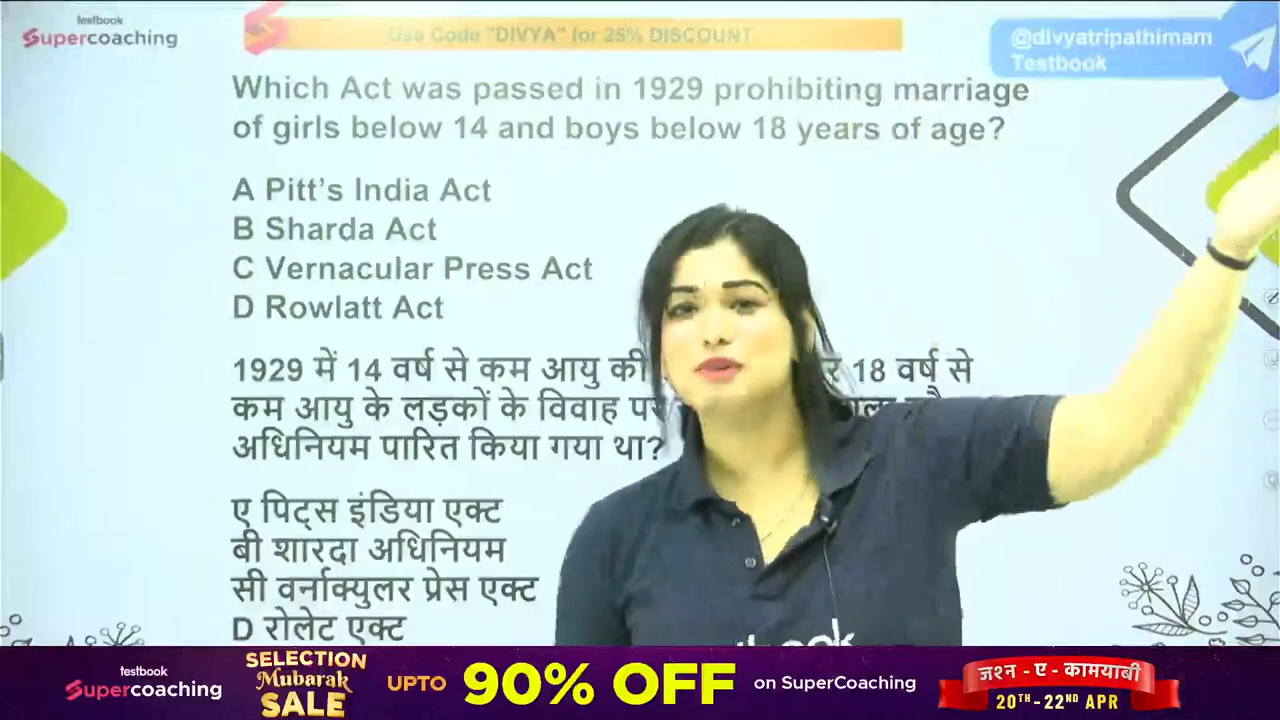 testbook
Supercoaching
Use Code "DIVYA" for 25% DISCOUNT
@divyatripathimam
Testbook
Which Act was passed in 1929 prohibiting marriage
of girls below 14 and boys below 18 years of age?
A Pitt's India Act
B Sharda Act
C Vernacular Press Act
D Rowlatt Act
1929 में 14 वर्ष से कम आयु की 18 वर्ष से
कम आयु के लड़कों के विवाह पर
अधिनियम पारित किया गया था?
ए पिट्स इंडिया एक्ट
बी शारदा अधिनियम
सी वर्नाक्युलर प्रेस एक्ट
D रोलेट एक्ट
testbook
Supercoaching
SELECTION
Mubarak
SALE
UPTO 90% OFF on SuperCoaching
जश्न - ए - कामयाबी
20TH - 22ND APR